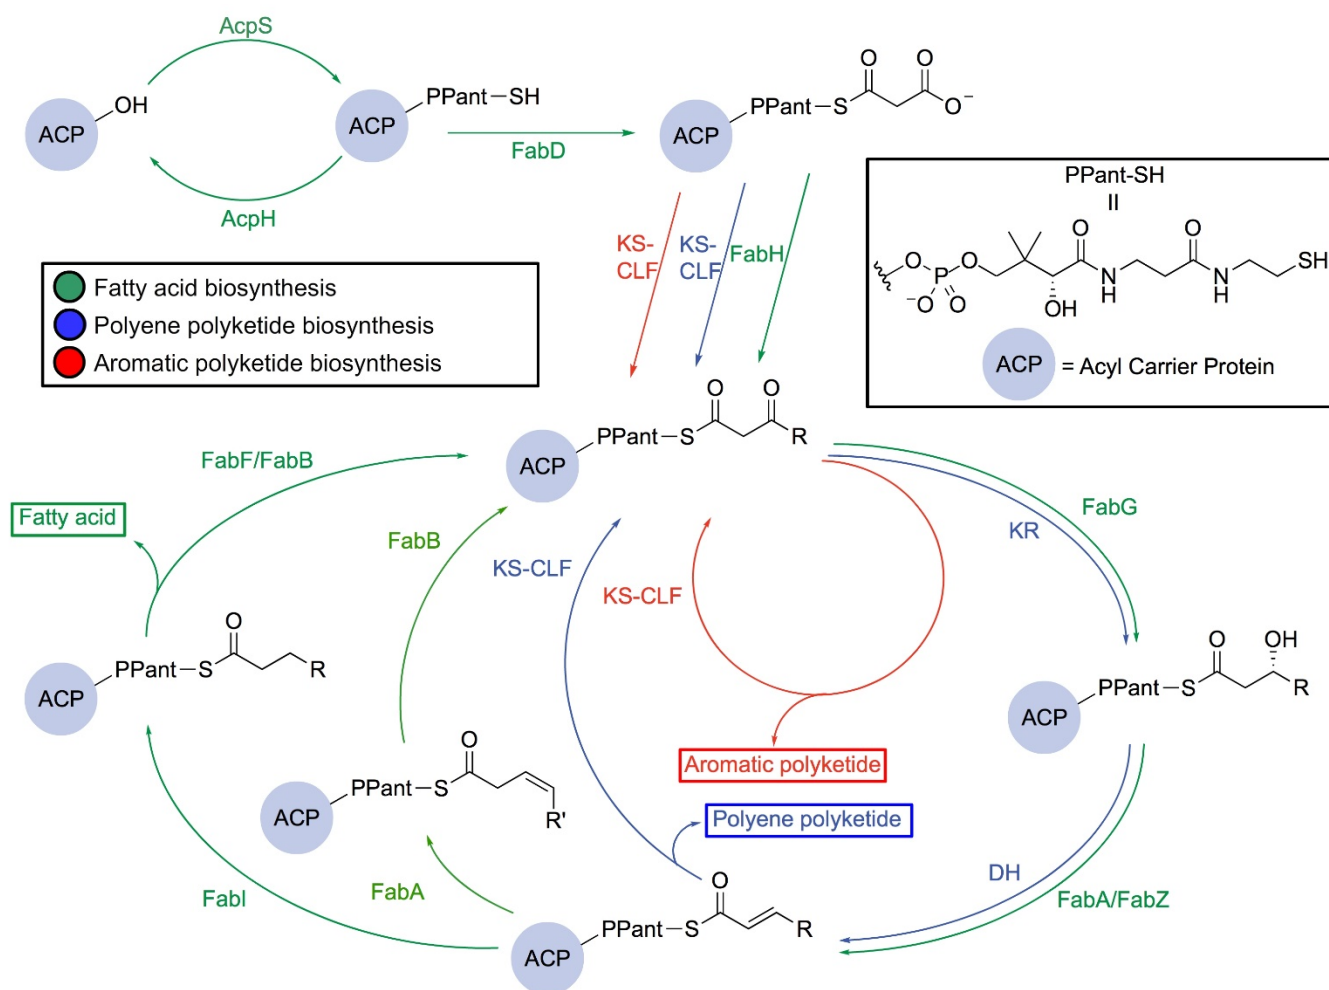 AcpS
OH
ACP
PPant
SH
ACP
FabD
AcpH
O
O
PPant
S
O⁻
ACP
KS-
CLF
KS-
CLF
FabH
PPant-SH
=
O
P
O
O
⁻O
OH
O
N
H
O
N
H
SH
ACP
= Acyl Carrier Protein
Fatty acid biosynthesis
Polyene polyketide biosynthesis
Aromatic polyketide biosynthesis
O
O
PPant
S
R
ACP
FabF/FabB
Fatty acid
FabB
KS-CLF
KS-CLF
FabG
KR
O
PPant
S
R
ACP
O
OH
PPant
S
R
ACP
Aromatic polyketide
Polyene polyketide
O
PPant
S
R'
ACP
FabI
FabA
DH
FabA/FabZ
O
PPant
S
R
ACP